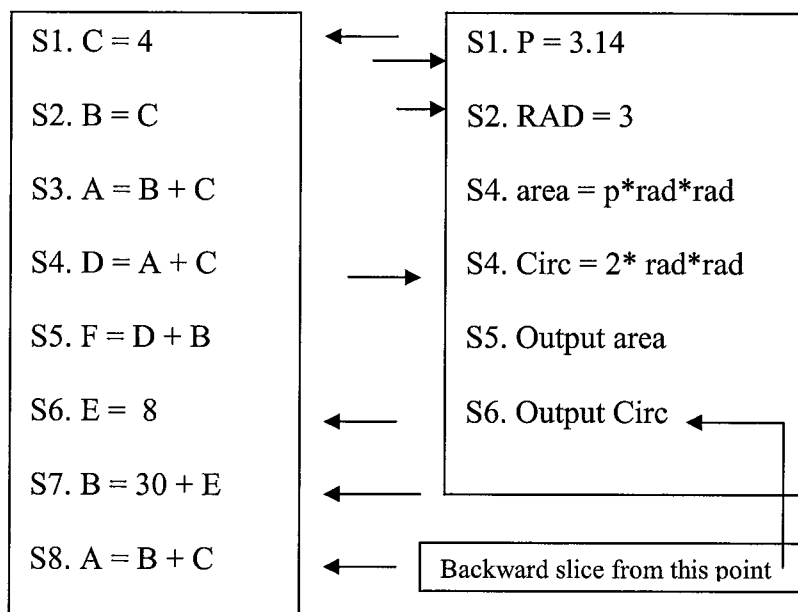 S1. C = 4
S2. B = C
S3. A = B + C
S4. D = A + C
S5. F = D + B
S6. E = 8
S7. B = 30 + E
S8. A = B + C
S1. P = 3.14
S2. RAD = 3
S4. area = p*rad*rad
S4. Circ = 2* rad*rad
S5. Output area
S6. Output Circ
Backward slice from this point